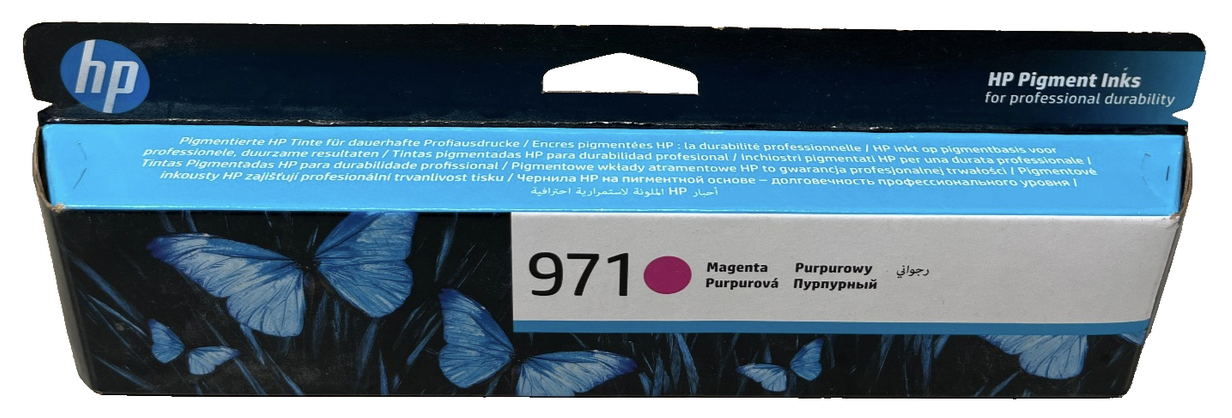 hp
HP Pigment Inks
for professional durability
Pigmentierte HP Tinte für dauerhafte Profiausdrucke / Encres pigmentées HP : la durabilité professionnelle / HP inkt op pigmentbasis voor
professionele, duurzame resultaten / Tintas pigmentadas HP para durabilidad profesional / Inchiostri pigmentati HP per una durata professionale |
Tintas Pigmentadas HP para durabilidade profissional / Pigmentowe wkłady atramentowe HP to gwarancja profesjonalnej trwałości | Pigmentové
inkousty HP zajišťují profesionální trvanlivost tisku / Чернила HP на пигментной основе – долговечность профессионального уровня |
أحبار HP الملونة لاستمرارية احترافية
971 Magenta Purpurowy رجواني
Purpurová Пурпурный